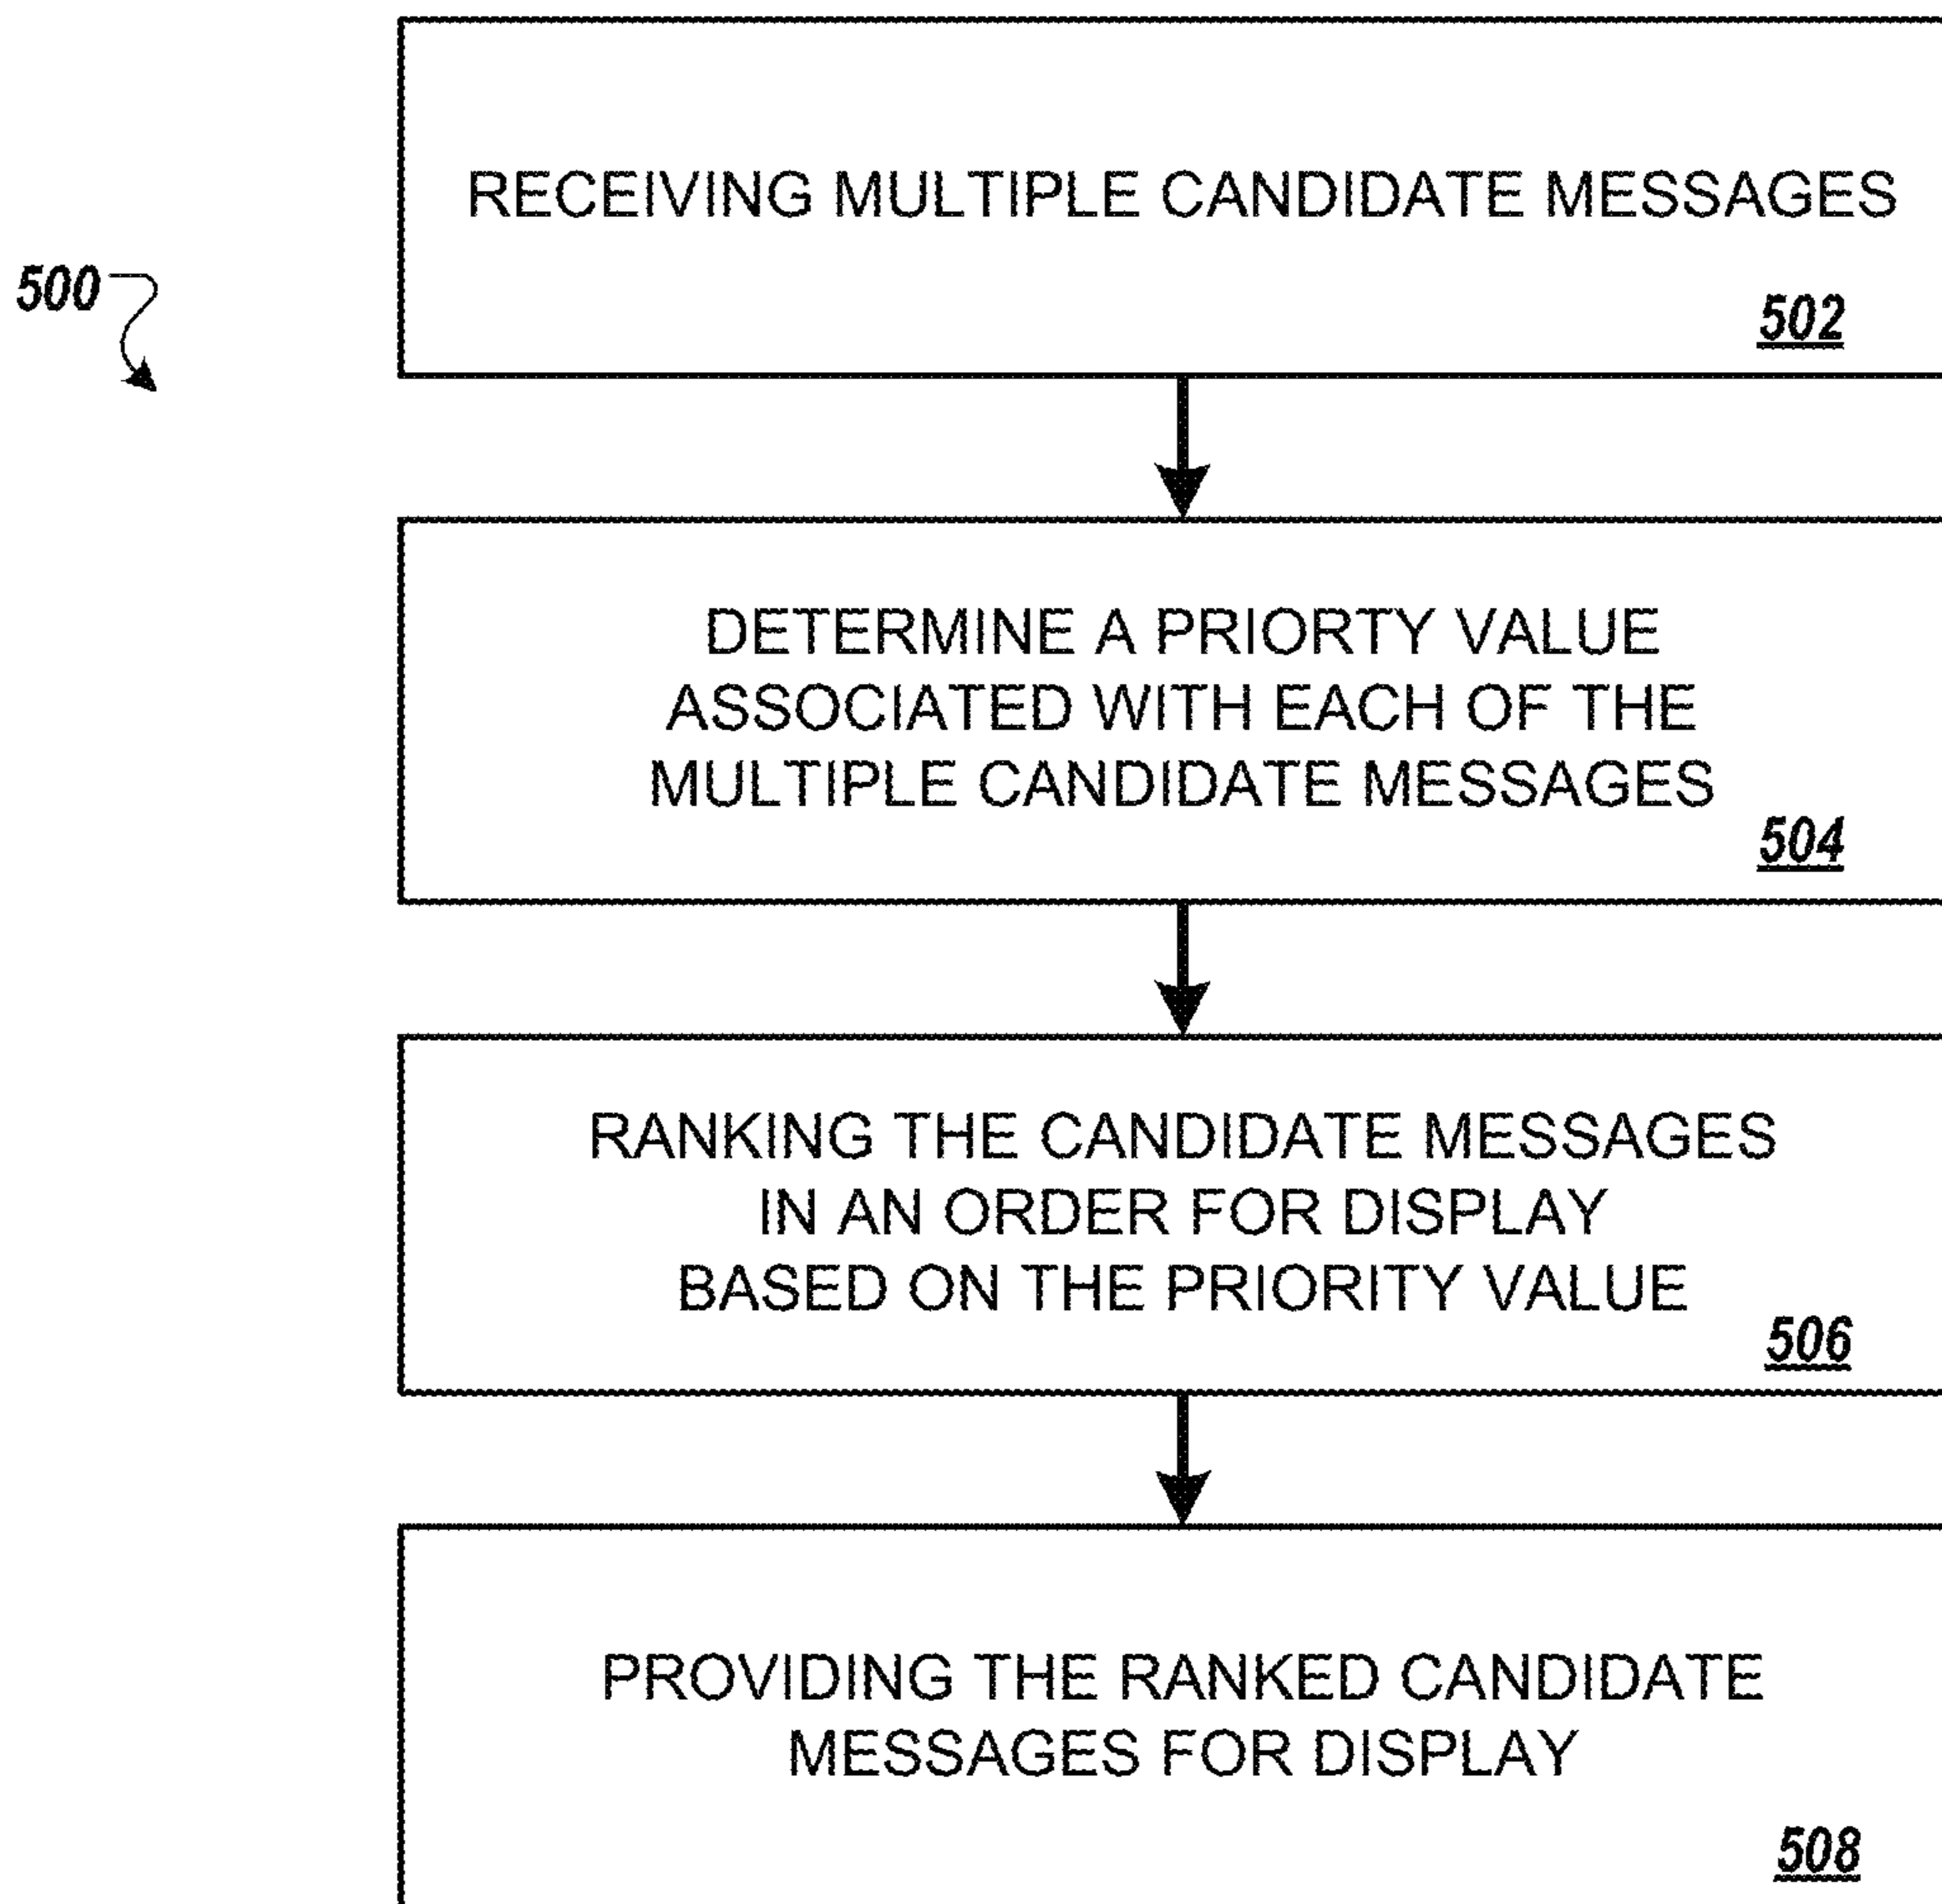 RECEIVING MULTIPLE CANDIDATE MESSAGES
500
502
DETERMINE A PRIORTY VALUE
ASSOCIATED WITH EACH OF THE
MULTIPLE CANDIDATE MESSAGES
504
RANKING THE CANDIDATE MESSAGES
IN AN ORDER FOR DISPLAY
BASED ON THE PRIORITY VALUE
506
PROVIDING THE RANKED CANDIDATE
MESSAGES FOR DISPLAY
508